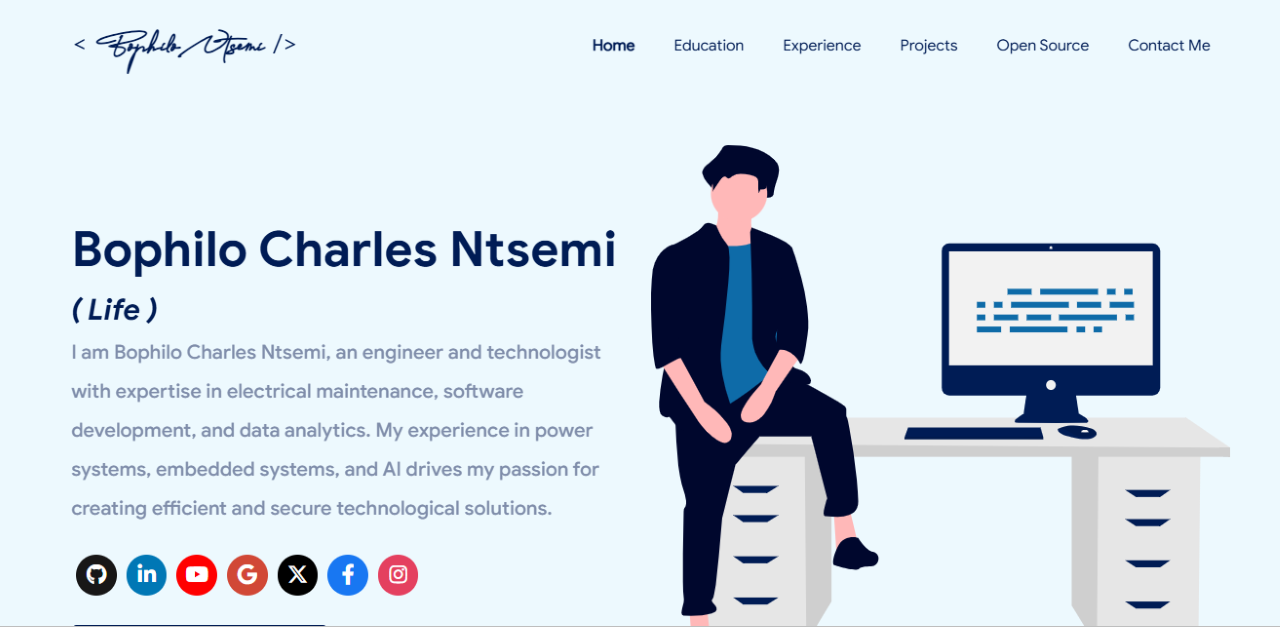 < Bophilo Ntsemi />
Home Education Experience Projects Open Source Contact Me
Bophilo Charles Ntsemi
( Life )
I am Bophilo Charles Ntsemi, an engineer and technologist
with expertise in electrical maintenance, software
development, and data analytics. My experience in power
systems, embedded systems, and AI drives my passion for
creating efficient and secure technological solutions.